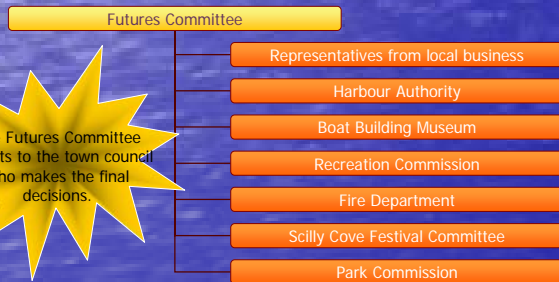 Futures Committee
Representatives from local business
Harbour Authority
Boat Building Museum
Recreation Commission
Fire Department
Scilly Cove Festival Committee
Park Commission
Futures Committee
to the town council
makes the final
decisions.